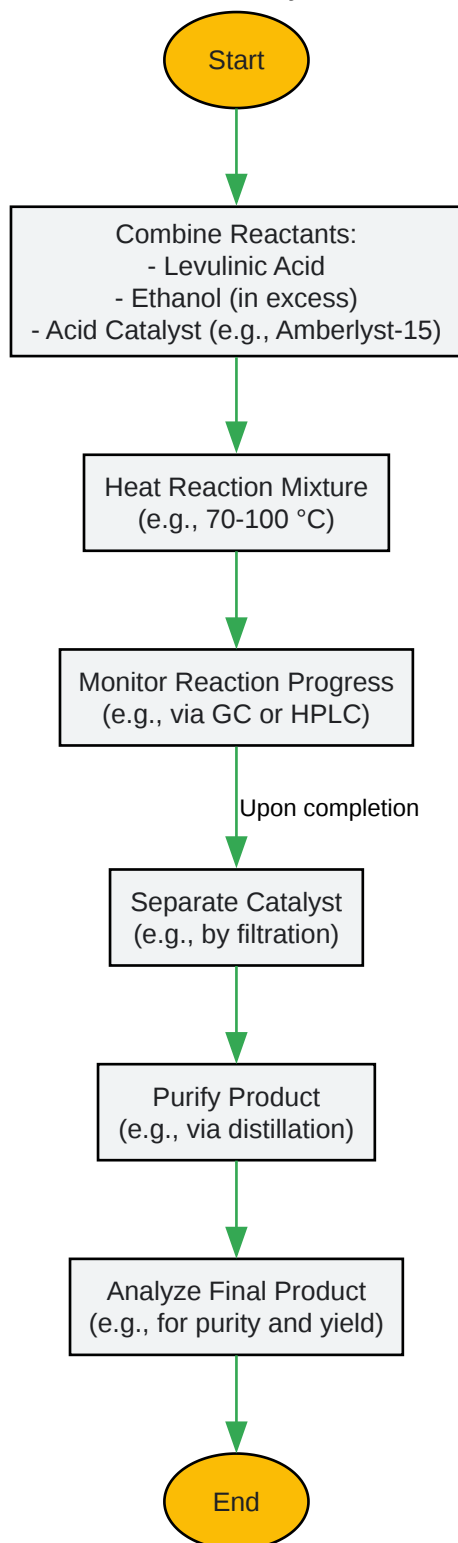 Start
Combine Reactants:
- Levulinic Acid
- Ethanol (in excess)
- Acid Catalyst (e.g., Amberlyst-15)
Heat Reaction Mixture
(e.g., 70-100 °C)
Monitor Reaction Progress
(e.g., via GC or HPLC)
Upon completion
Separate Catalyst
(e.g., by filtration)
Purify Product
(e.g., via distillation)
Analyze Final Product
(e.g., for purity and yield)
End